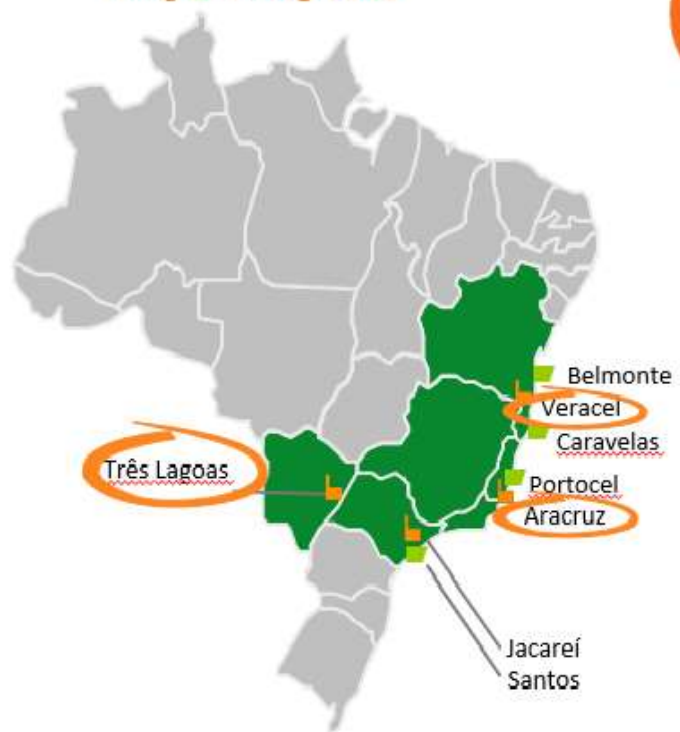 Belmonte
Veracel
Caravelas
Três Lagoas
Portocel
Aracruz
Jacareí
Santos